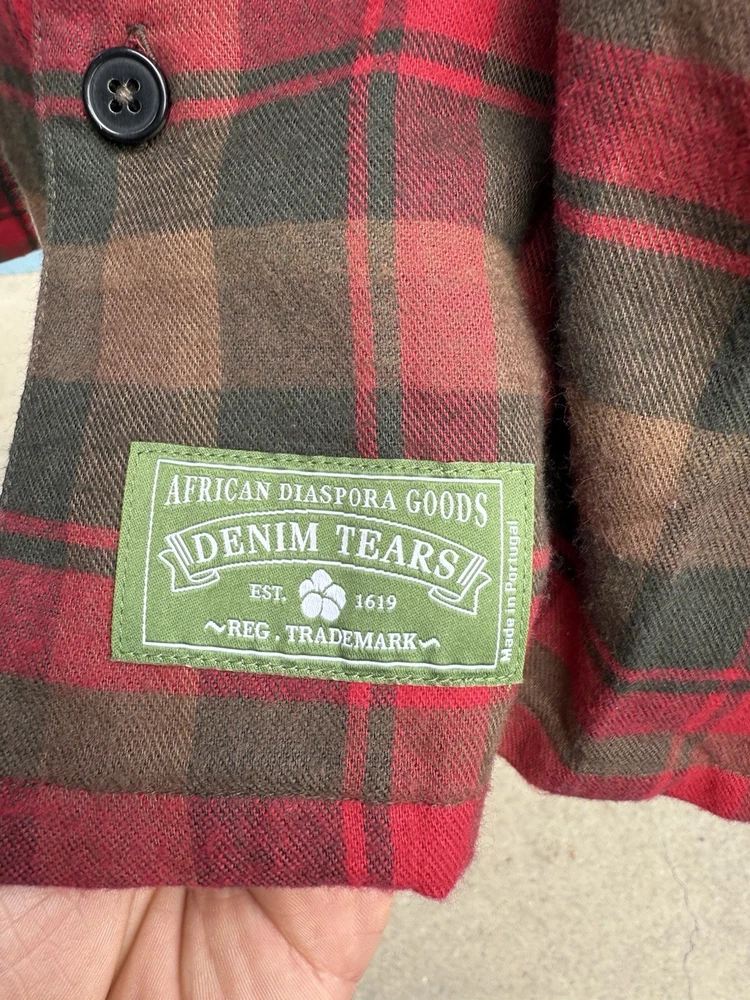 AFRICAN DIASPORA GOODS
DENIM TEARS
EST. 1619
~REG. TRADEMARK~
Made in Portugal